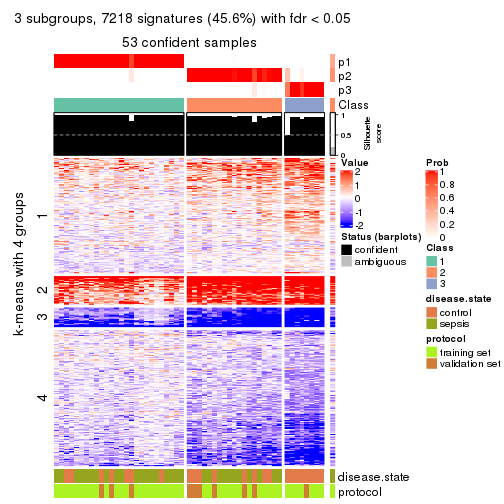 3 subgroups, 7218 signatures (45.6%) with fdr < 0.05
53 confident samples
p1
p2
p3
Class
1
0.5
0
Silhouette
score
k-means with 4 groups
1
2
3
4
disease.state
protocol
Value
2
1
0
-1
-2
Status (barplots)
confident
ambiguous
Prob
1
0.8
0.6
0.4
0.2
0
Class
1
2
3
disease.state
control
sepsis
protocol
training set
validation set